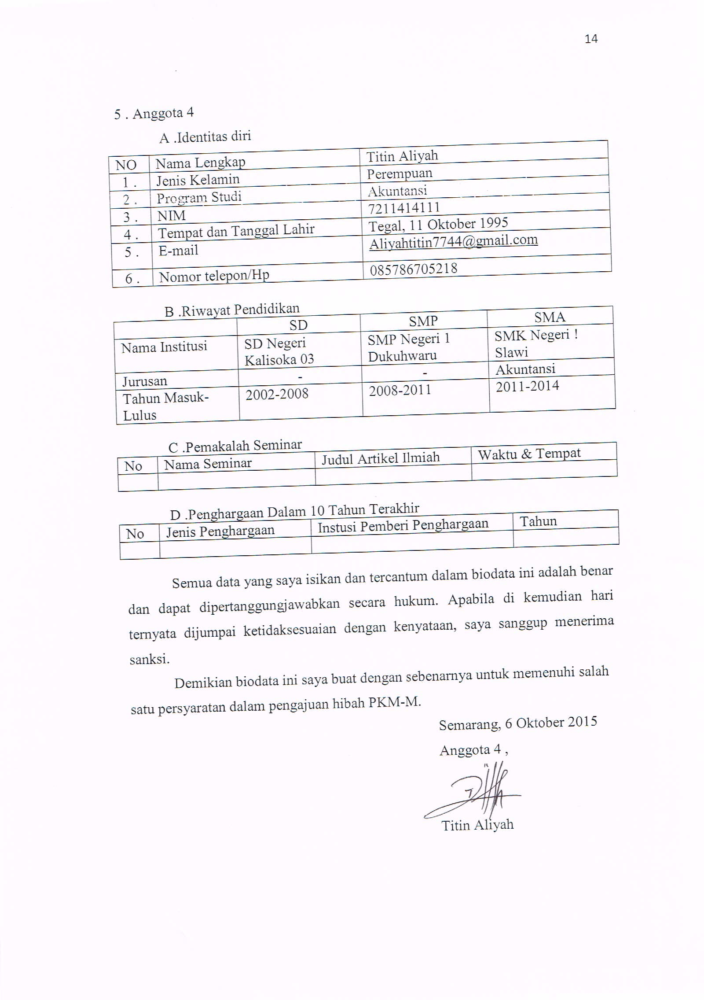 14
5 . Anggota 4
A .Identitas diri
NO Nama Lengkap Titin Aliyah
1 . Jenis Kelamin Perempuan
2 . Program Studi Akuntansi
3 . NIM 7211414111
4 . Tempat dan Tanggal Lahir Tegal, 11 Oktober 1995
5 . E-mail Aliyahtitin7744@gmail.com
6 . Nomor telepon/Hp 085786705218
B .Riwayat Pendidikan
SD SMP SMA
Nama Institusi SD Negeri SMP Negeri 1 SMK Negeri !
Kalisoka 03 Dukuhwaru Slawi
Jurusan - - Akuntansi
Tahun Masuk- 2002-2008 2008-2011 2011-2014
Lulus
C .Pemakalah Seminar
No Nama Seminar Judul Artikel Ilmiah Waktu & Tempat
D .Penghargaan Dalam 10 Tahun Terakhir
No Jenis Penghargaan Instusi Pemberi Penghargaan Tahun
Semua data yang saya isikan dan tercantum dalam biodata ini adalah benar
dan dapat dipertanggungjawabkan secara hukum. Apabila di kemudian hari
ternyata dijumpai ketidaksesuaian dengan kenyataan, saya sanggup menerima
sanksi.
Demikian biodata ini saya buat dengan sebenarnya untuk memenuhi salah
satu persyaratan dalam pengajuan hibah PKM-M.
Semarang, 6 Oktober 2015
Anggota 4 ,
Titin Aliyah